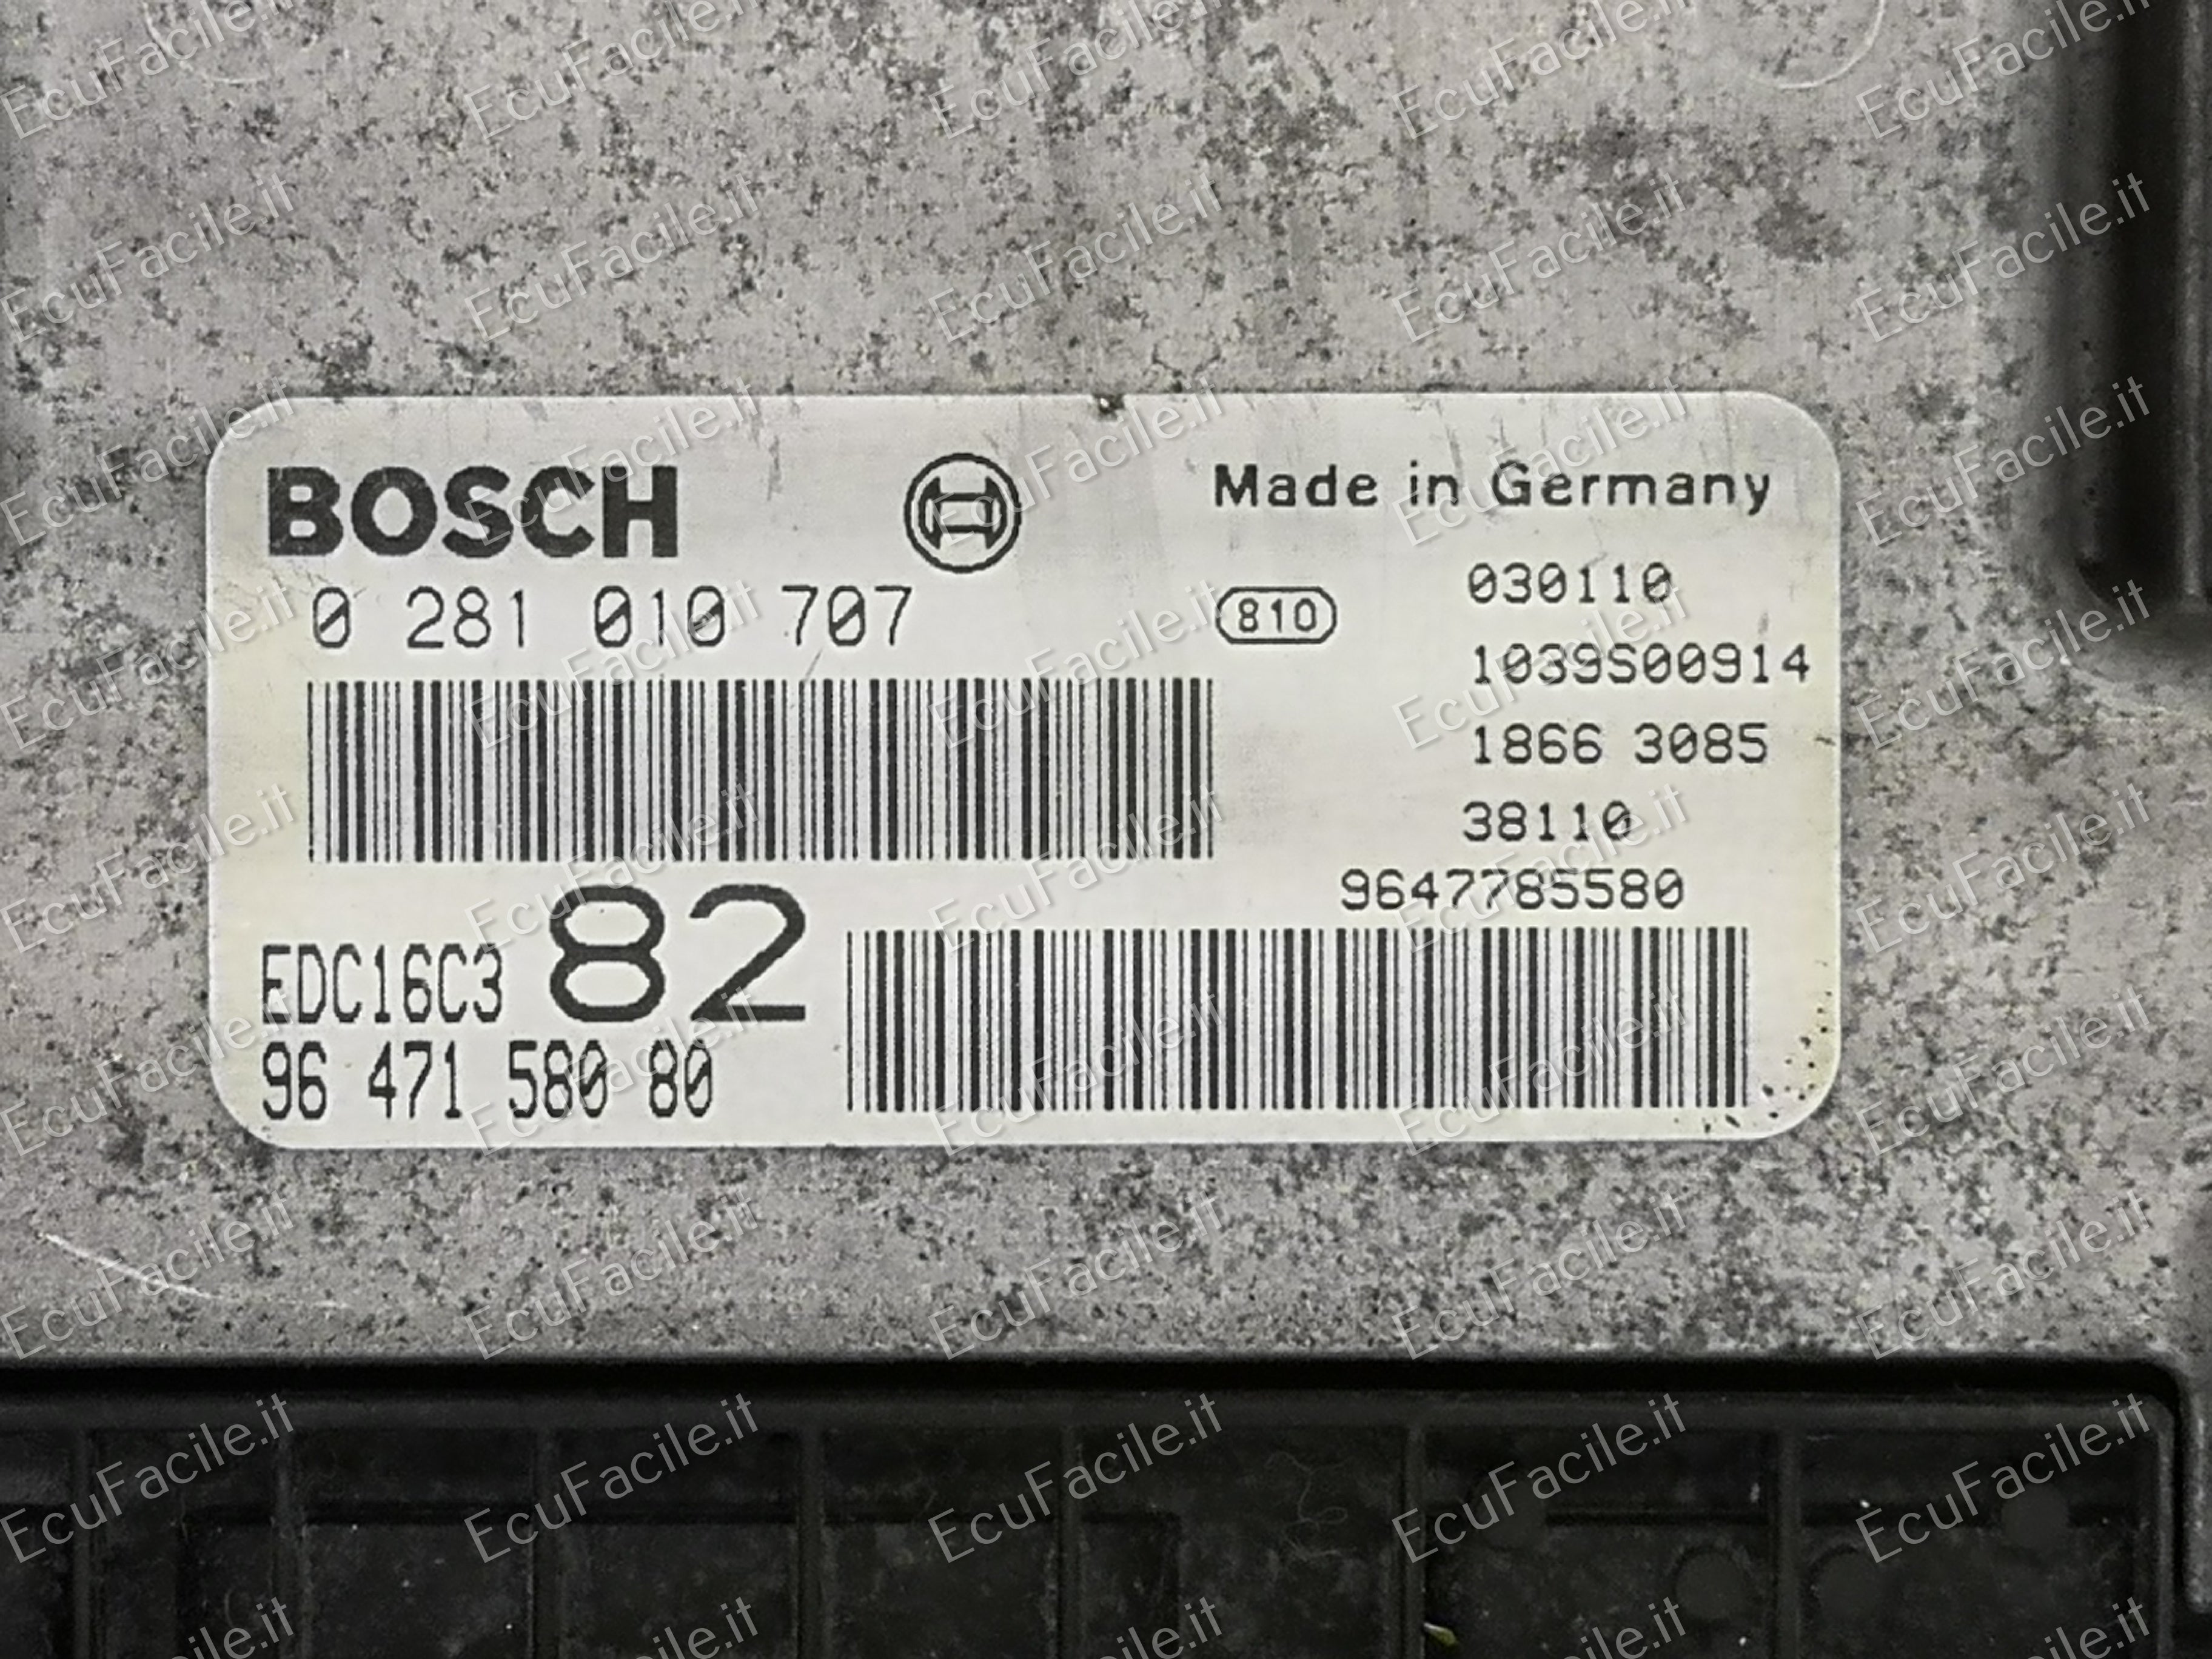 BOSCH
Made in Germany
0 281 010 707
810
030110
1039S00914
1866 3085
38110
9647785580
EDC16C3
82
96 471 580 80
EcuFacile.it